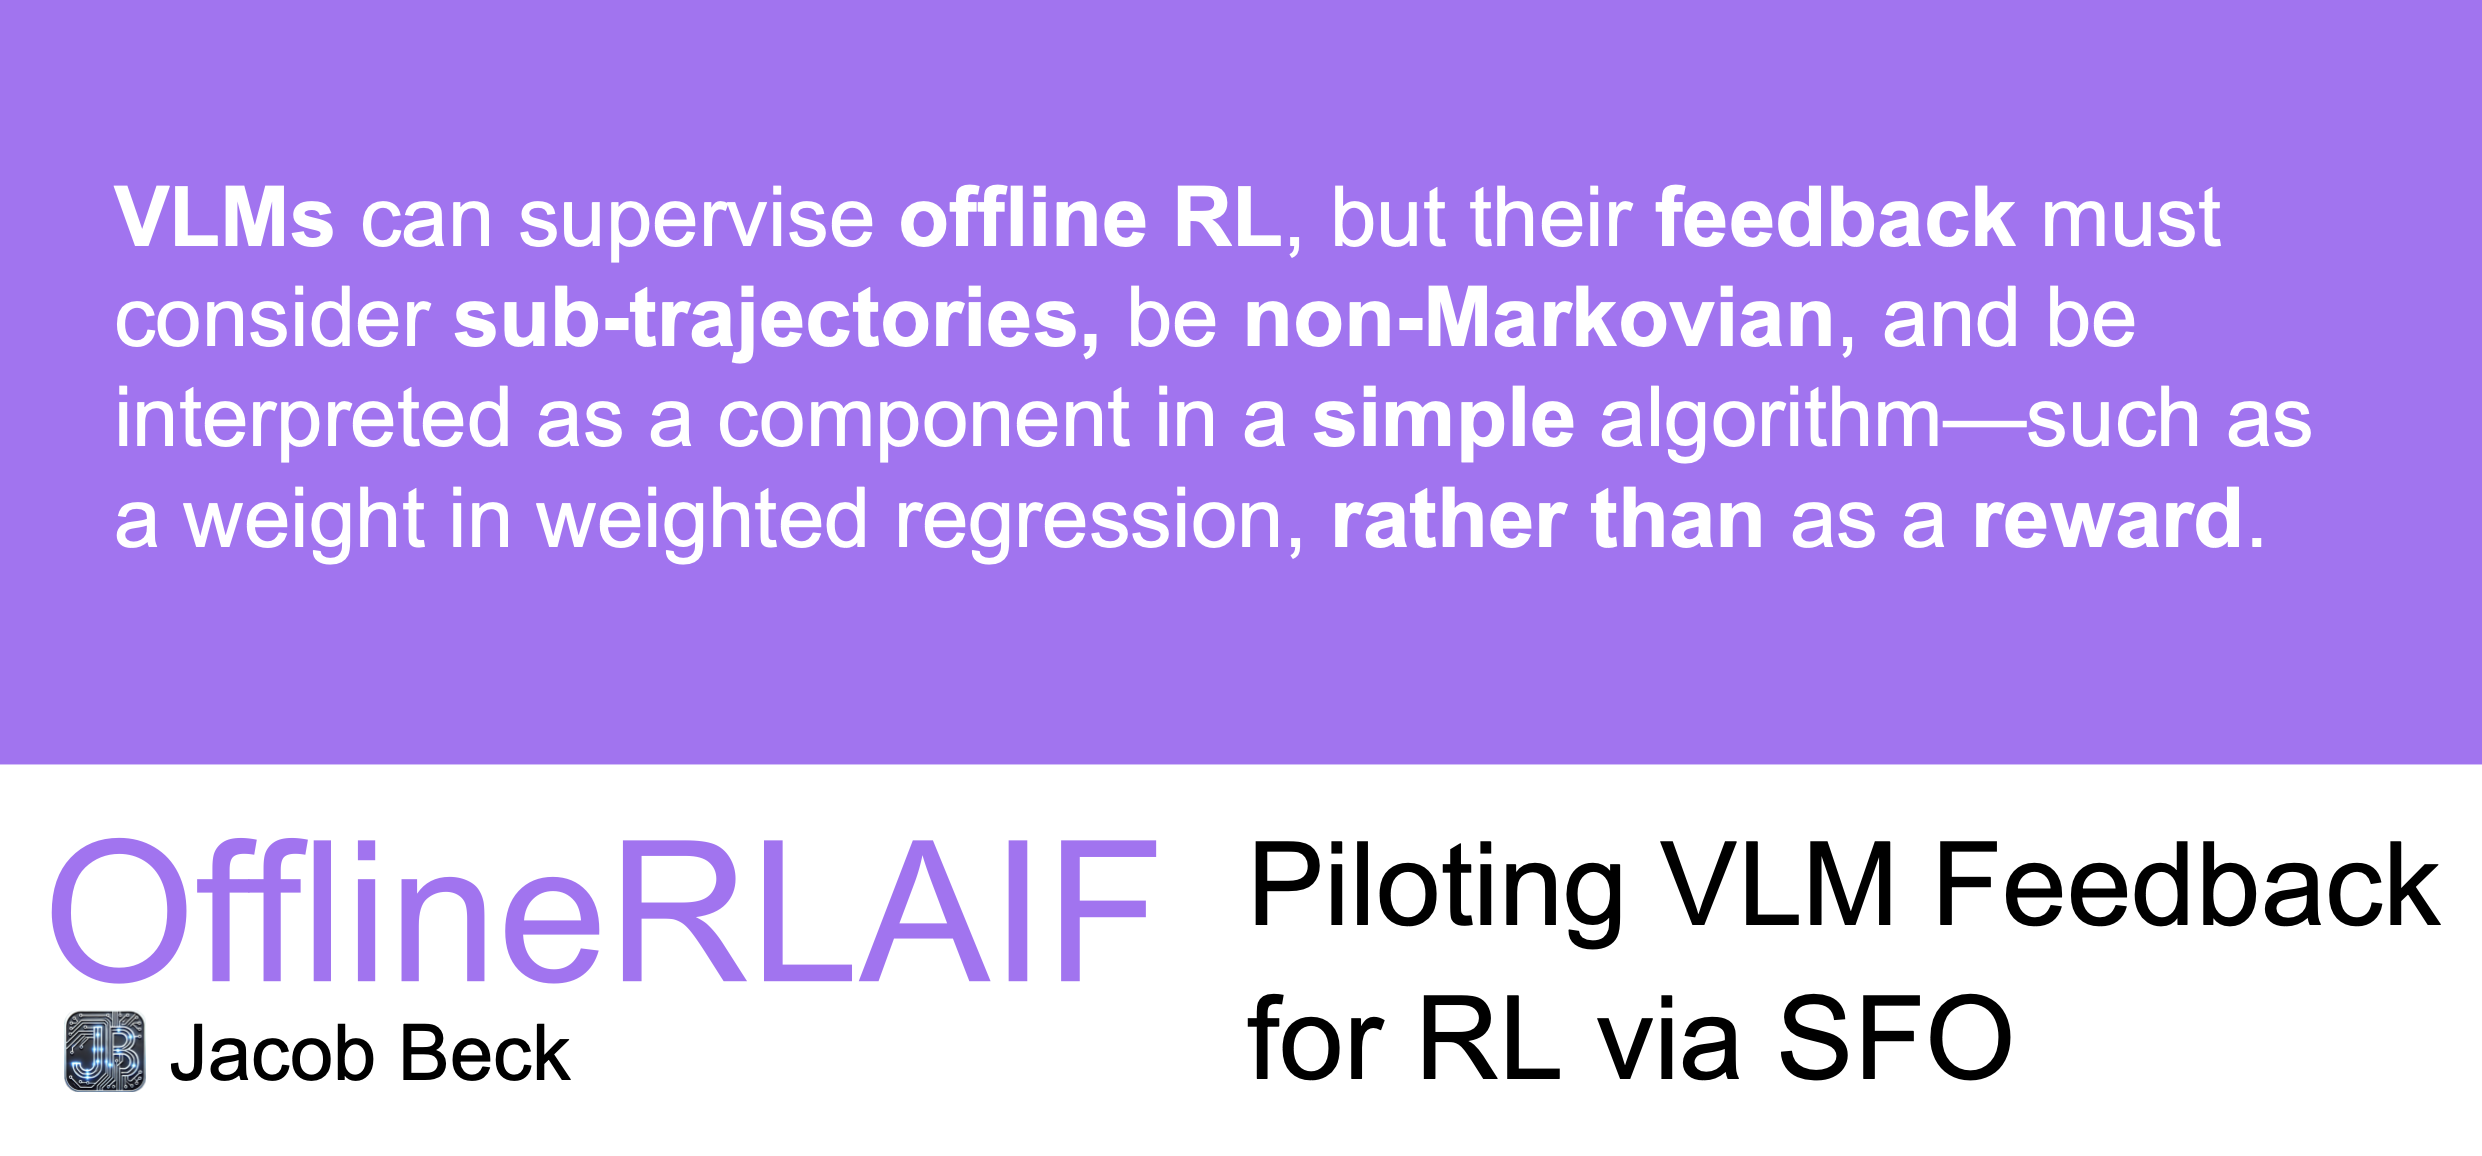 VLMs can supervise offline RL, but their feedback must
consider sub-trajectories, be non-Markovian, and be
interpreted as a component in a simple algorithm—such as
a weight in weighted regression, rather than as a reward.
OfflineRLAIF
JB Jacob Beck
Piloting VLM Feedback
for RL via SFO